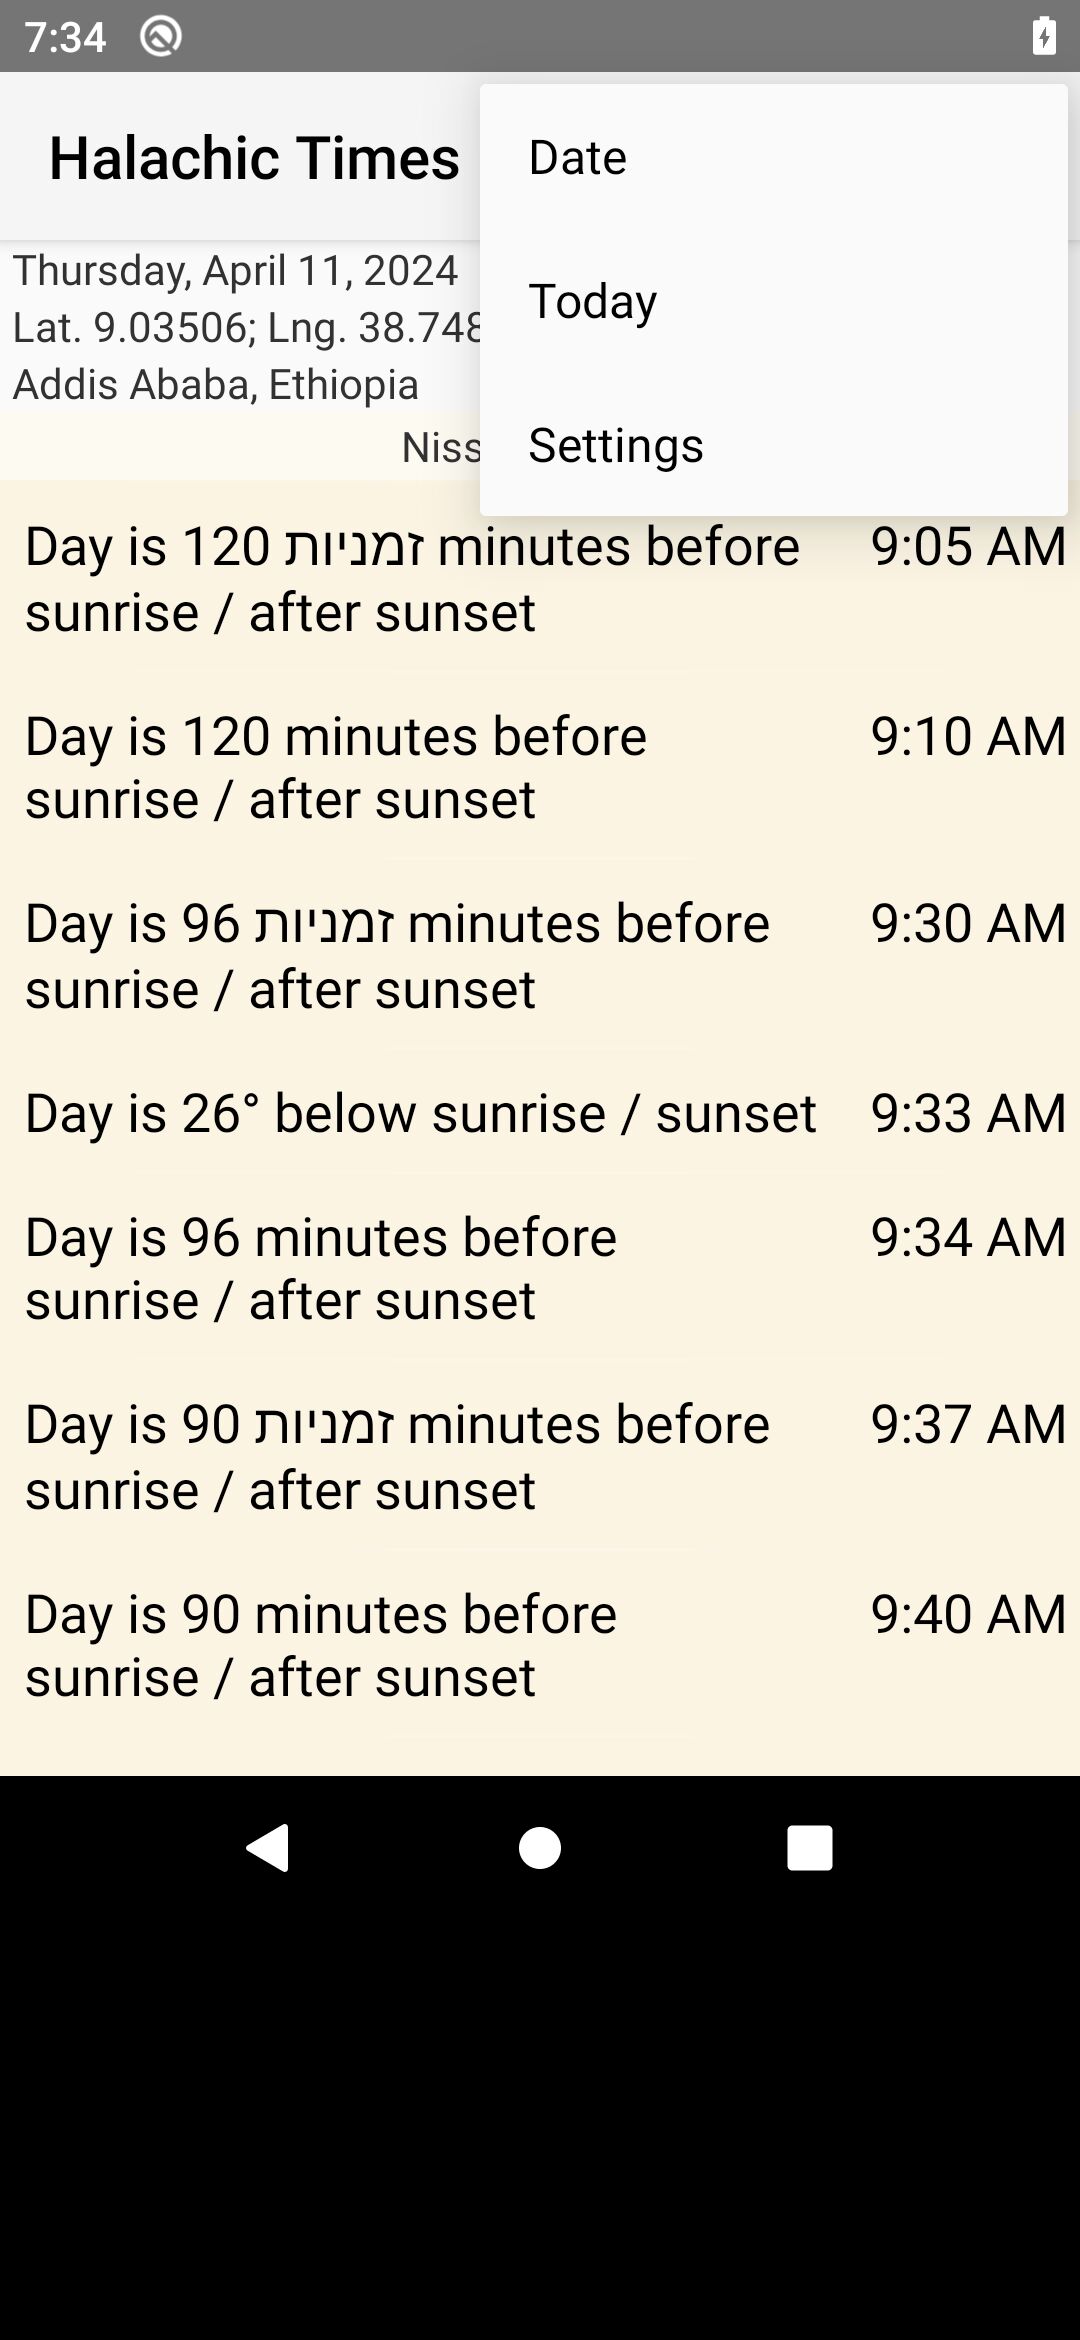 7:34
Halachic Times
Date
Today
Settings
Thursday, April 11, 2024
Lat. 9.03506; Lng. 38.748
Addis Ababa, Ethiopia
Day is 120 זמניות minutes before
sunrise / after sunset
9:05 AM
Day is 120 minutes before
sunrise / after sunset
9:10 AM
Day is 96 זמניות minutes before
sunrise / after sunset
9:30 AM
Day is 26° below sunrise / sunset
9:33 AM
Day is 96 minutes before
sunrise / after sunset
9:34 AM
Day is 90 זמניות minutes before
sunrise / after sunset
9:37 AM
Day is 90 minutes before
sunrise / after sunset
9:40 AM